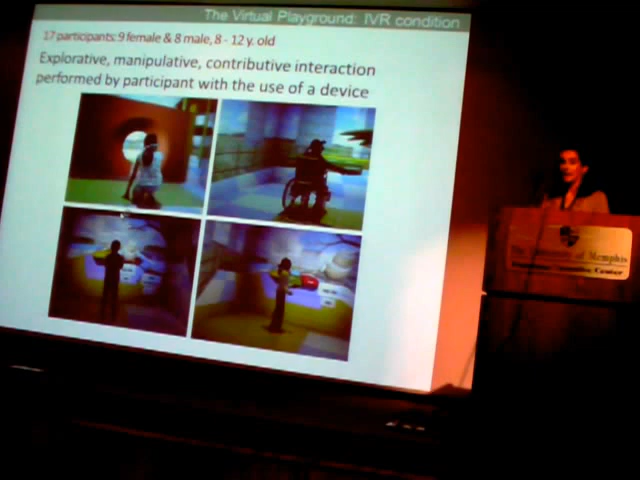 The Virtual Playground: IVR condition
17 participants: 9 female & 8 male, 8 - 12 y. old
Explorative, manipulative, contributive interaction
performed by participant with the use of a device
The University of Memphis
Center